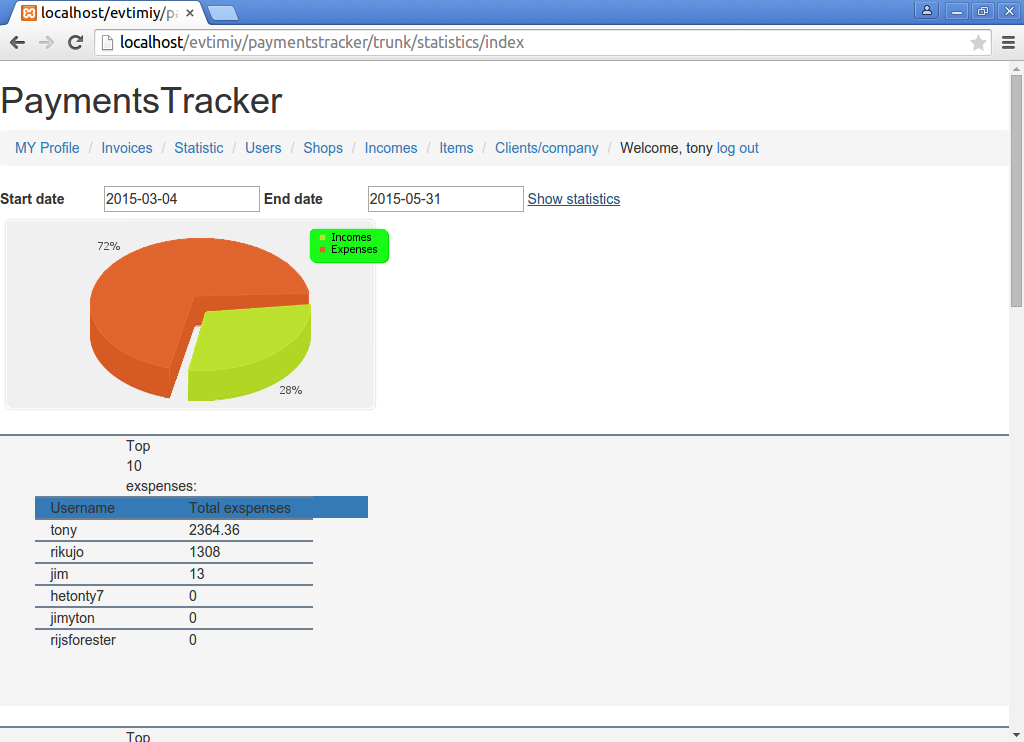 localhost/evtimiy/pa
localhost/evtimiy/paymentstracker/trunk/statistics/index
PaymentsTracker
MY Profile / Invoices / Statistic / Users / Shops / Incomes / Items / Clients/company / Welcome, tony log out
Start date 2015-03-04 End date 2015-05-31 Show statistics
Incomes
Expenses
72%
28%
Top
10
exspenses:
Username Total exspenses
tony 2364.36
rikujo 1308
jim 13
hetonty7 0
jimyton 0
rijsforester 0
Top